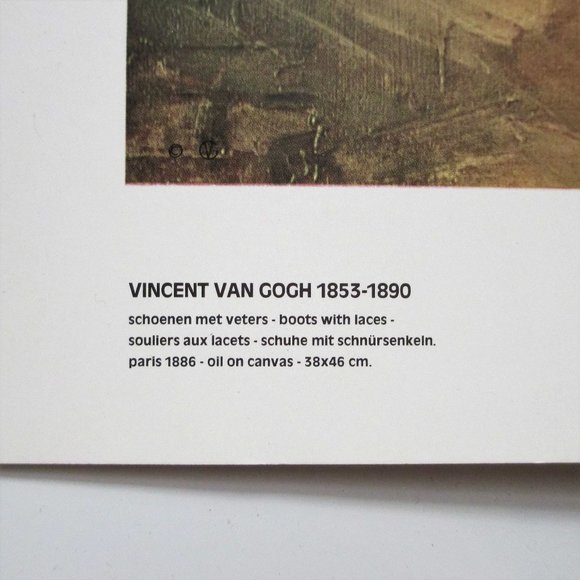 ©
VINCENT VAN GOGH 1853-1890
schoenen met veters - boots with laces -
souliers aux lacets - schuhe mit schnürsenkeln.
paris 1886 - oil on canvas - 38x46 cm.